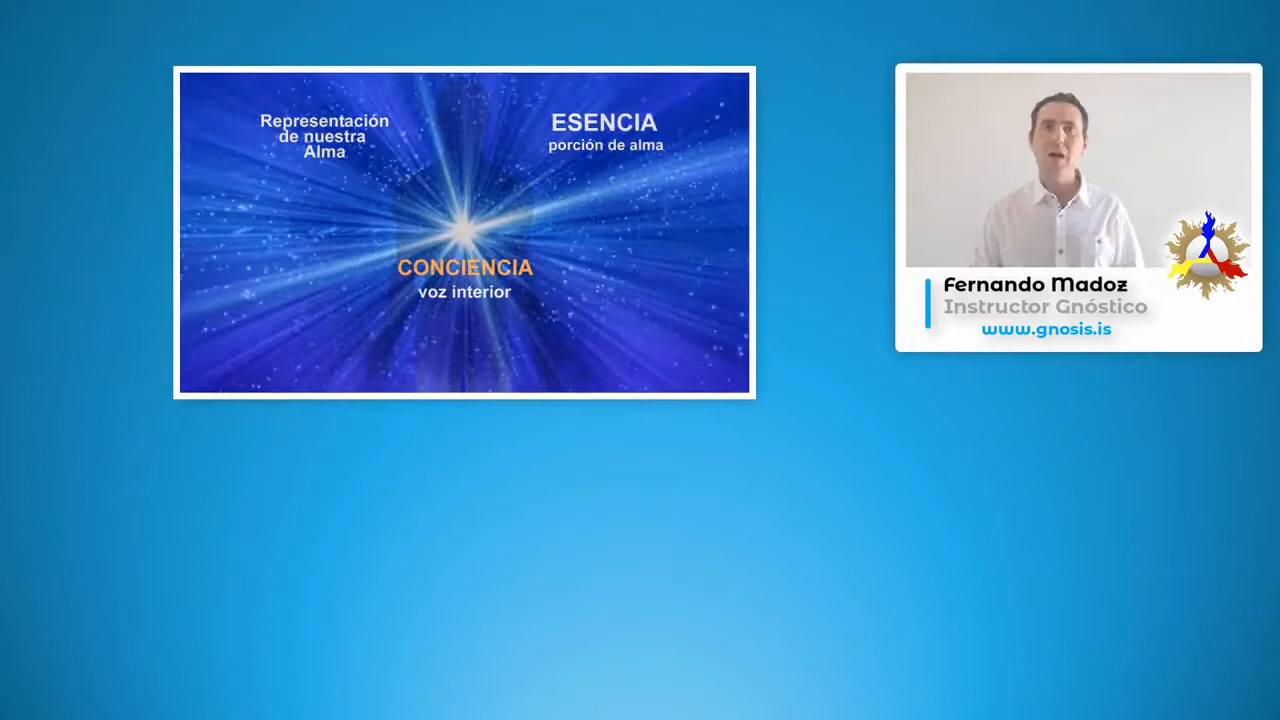 Representación
de nuestra
Alma
ESENCIA
porción de alma
CONCIENCIA
voz interior
Fernando Madoz
Instructor Gnóstico
www.gnosis.is